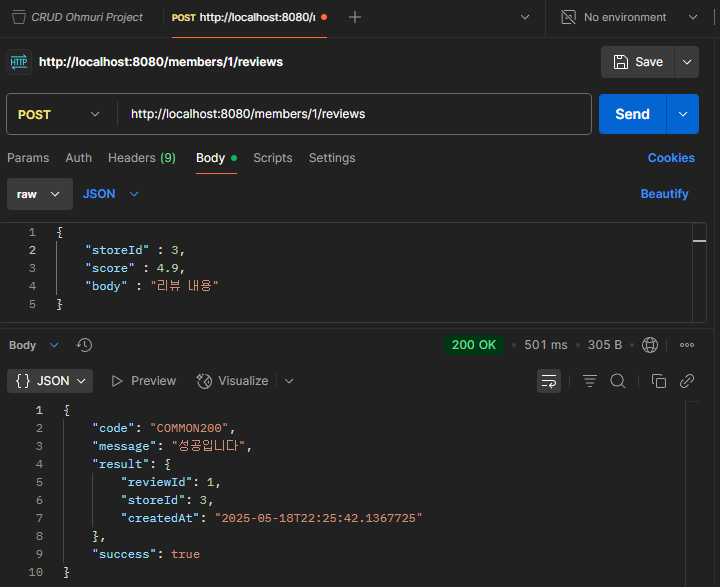 CRUD Ohmuri Project
POST http://localhost:8080/
No environment
HTTP http://localhost:8080/members/1/reviews
Save
POST http://localhost:8080/members/1/reviews
Send
Params Auth Headers (9) Body Scripts Settings Cookies
raw JSON Beautify
1 {
2 "storeId" : 3,
3 "score" : 4.9,
4 "body" : "리뷰 내용"
5 }
Body 200 OK 501 ms 305 B
{ } JSON Preview Visualize
1 {
2 "code": "COMMON200",
3 "message": "성공입니다",
4 "result": {
5 "reviewId": 1,
6 "storeId": 3,
7 "createdAt": "2025-05-18T22:25:42.1367725"
8 },
9 "success": true
10 }